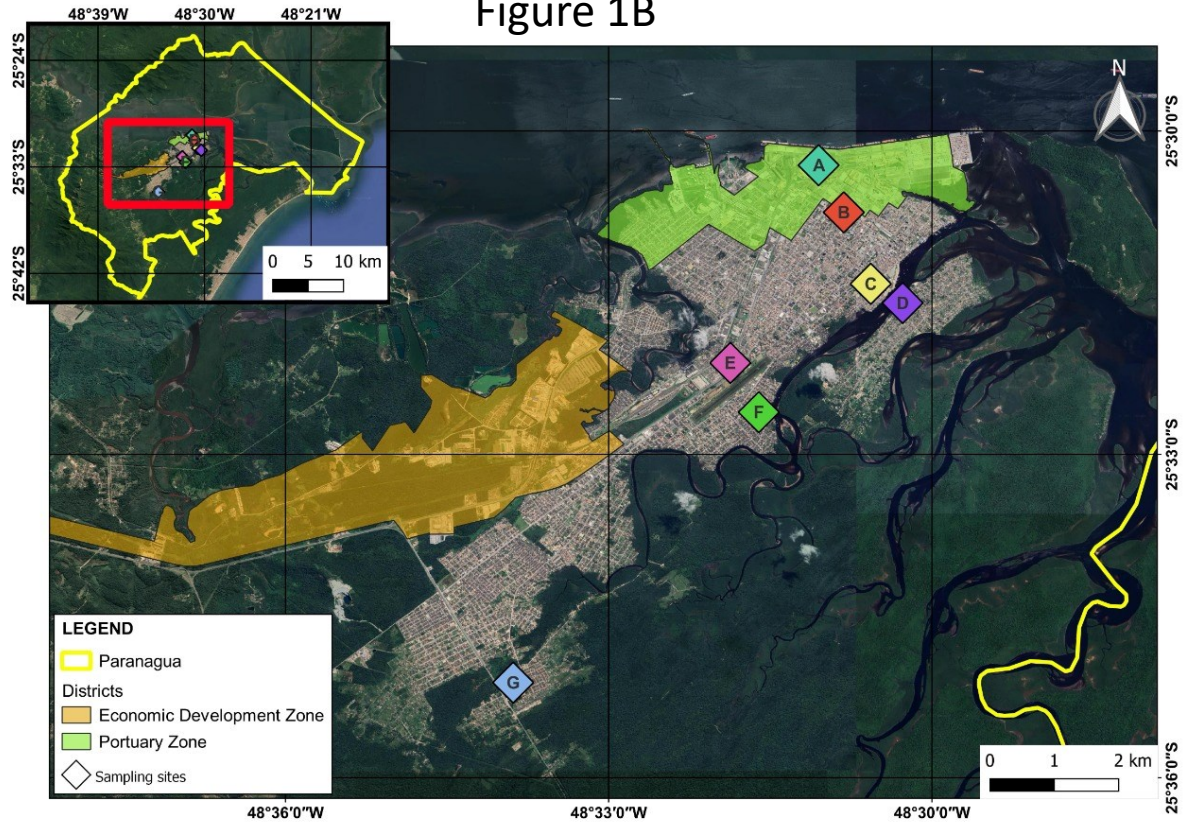 Figure 1B
48°39'W 48°30'W 48°21'W
25°24'S
25°33'S
25°42'S
0 5 10 km
N
25°30'0"S
25°33'0"S
25°36'0"S
A
B
C
D
E
F
G
LEGEND
Paranagua
Districts
Economic Development Zone
Portuary Zone
Sampling sites
0 1 2 km
48°36'0"W 48°33'0"W 48°30'0"W